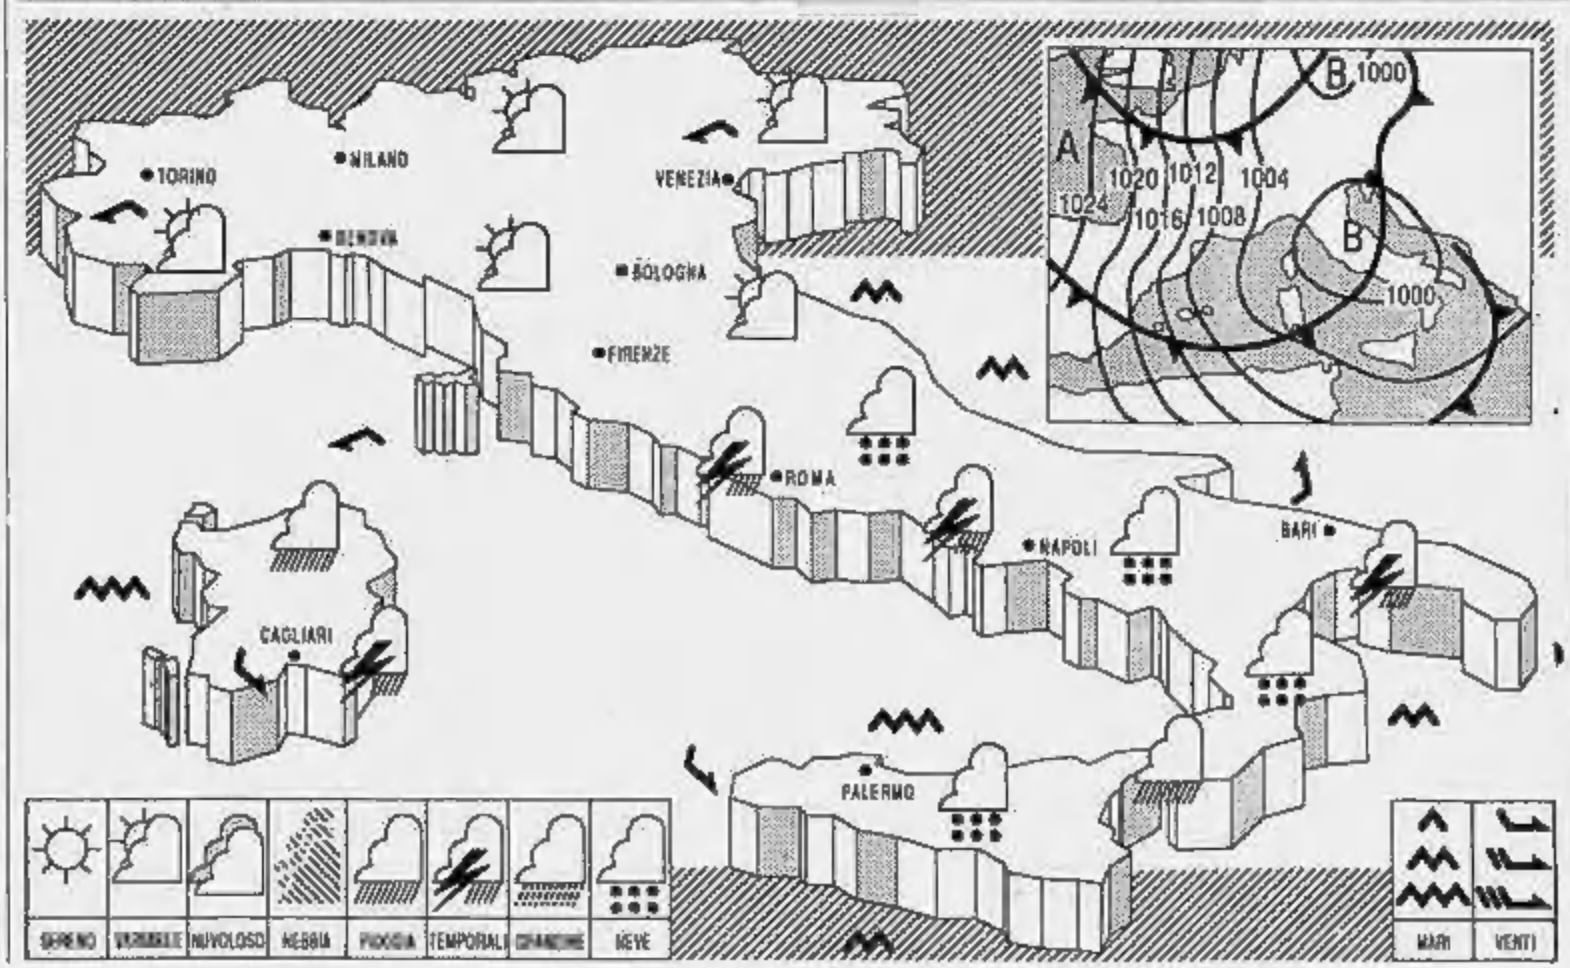 TORINO
MILANO
VENEZIA
GENOVA
BOLOGNA
FIRENZE
ROMA
NAPOLI
BARI
CAGLIARI
PALERMO
B 1000
A
1020 1012 1004
1024 1016 1008
B
1000
SERENO VARIABILE NUVOLOSO NEBBIA PIOGGIA TEMPORALI GRANDINE NEVE
MARI VENTI